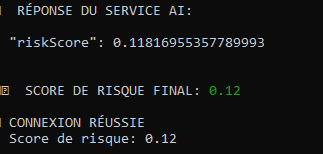 RÉPONSE DU SERVICE AI:
"riskScore": 0.11816955357789993
SCORE DE RISQUE FINAL: 0.12
CONNEXION RÉUSSIE
Score de risque: 0.12